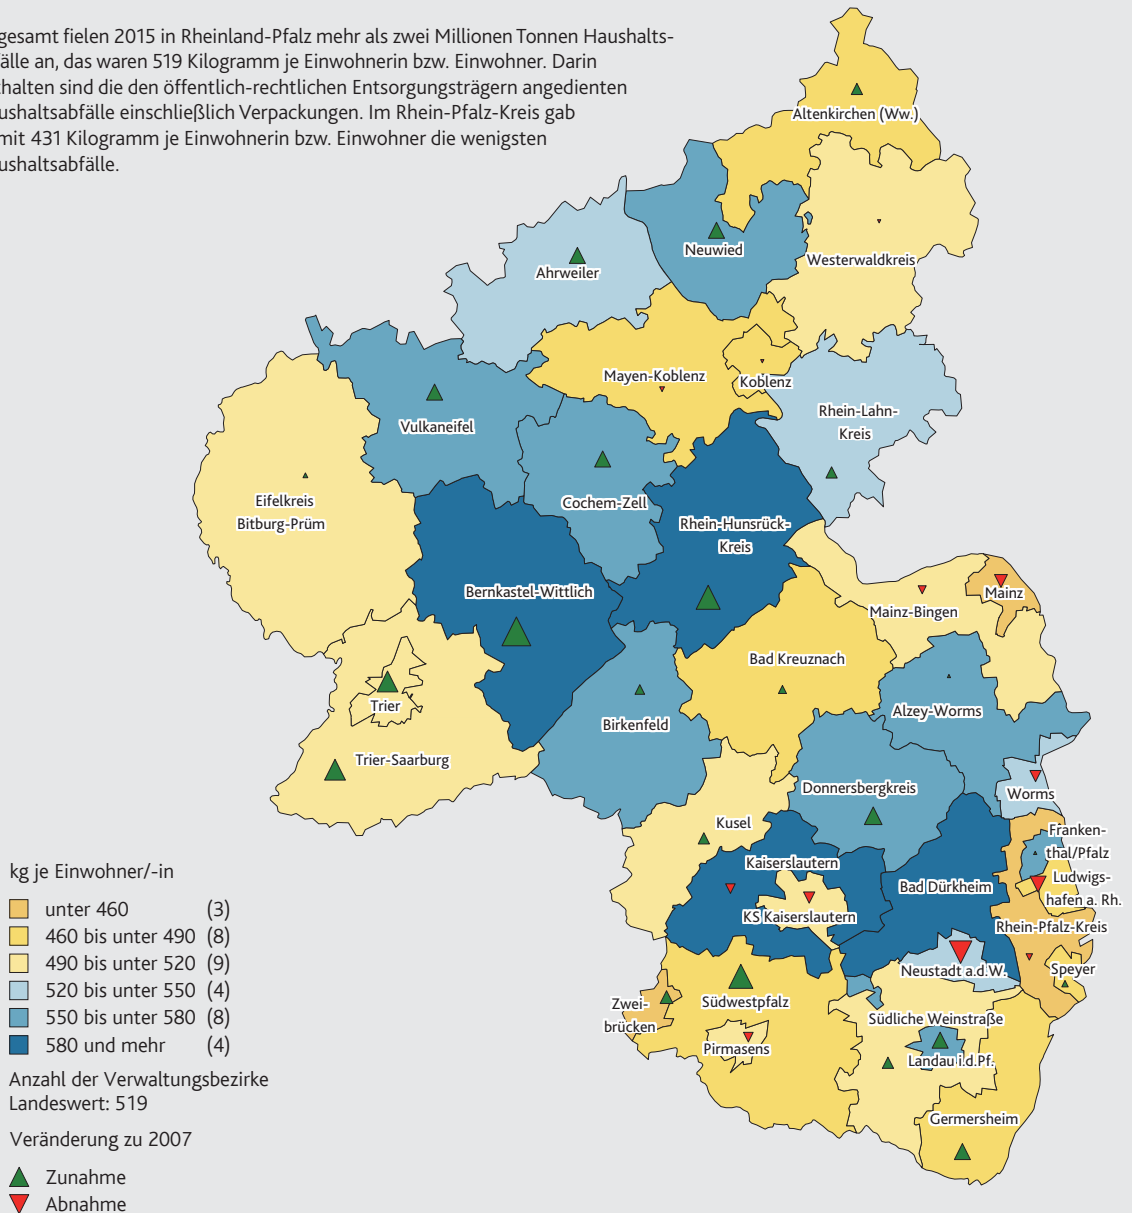 gesamt fielen 2015 in Rheinland-Pfalz mehr als zwei Millionen Tonnen Haushalts-
fälle an, das waren 519 Kilogramm je Einwohnerin bzw. Einwohner. Darin
halten sind die den öffentlich-rechtlichen Entsorgungsträgern angedienten
ushaltsabfälle einschließlich Verpackungen. Im Rhein-Pfalz-Kreis gab
mit 431 Kilogramm je Einwohnerin bzw. Einwohner die wenigsten
ushaltsabfälle.
Altenkirchen (Ww.)
Neuwied
Westerwaldkreis
Ahrweiler
Mayen-Koblenz
Koblenz
Rhein-Lahn-
Kreis
Vulkaneifel
Cochem-Zell
Eifelkreis
Bitburg-Prüm
Rhein-Hunsrück-
Kreis
Bernkastel-Wittlich
Mainz
Mainz-Bingen
Bad Kreuznach
Trier
Birkenfeld
Alzey-Worms
Trier-Saarburg
Donnersbergkreis
Worms
Kusel
Franken-
thal/Pfalz
Kaiserslautern
Ludwigs-
hafen a. Rh.
Bad Dürkheim
KS Kaiserslautern
Rhein-Pfalz-Kreis
Neustadt a.d.W.
Speyer
Zwei-
brücken
Südwestpfalz
Südliche Weinstraße
Pirmasens
Landau i.d.Pf.
Germersheim
kg je Einwohner/-in
unter 460 (3)
460 bis unter 490 (8)
490 bis unter 520 (9)
520 bis unter 550 (4)
550 bis unter 580 (8)
580 und mehr (4)
Anzahl der Verwaltungsbezirke
Landeswert: 519
Veränderung zu 2007
Zunahme
Abnahme